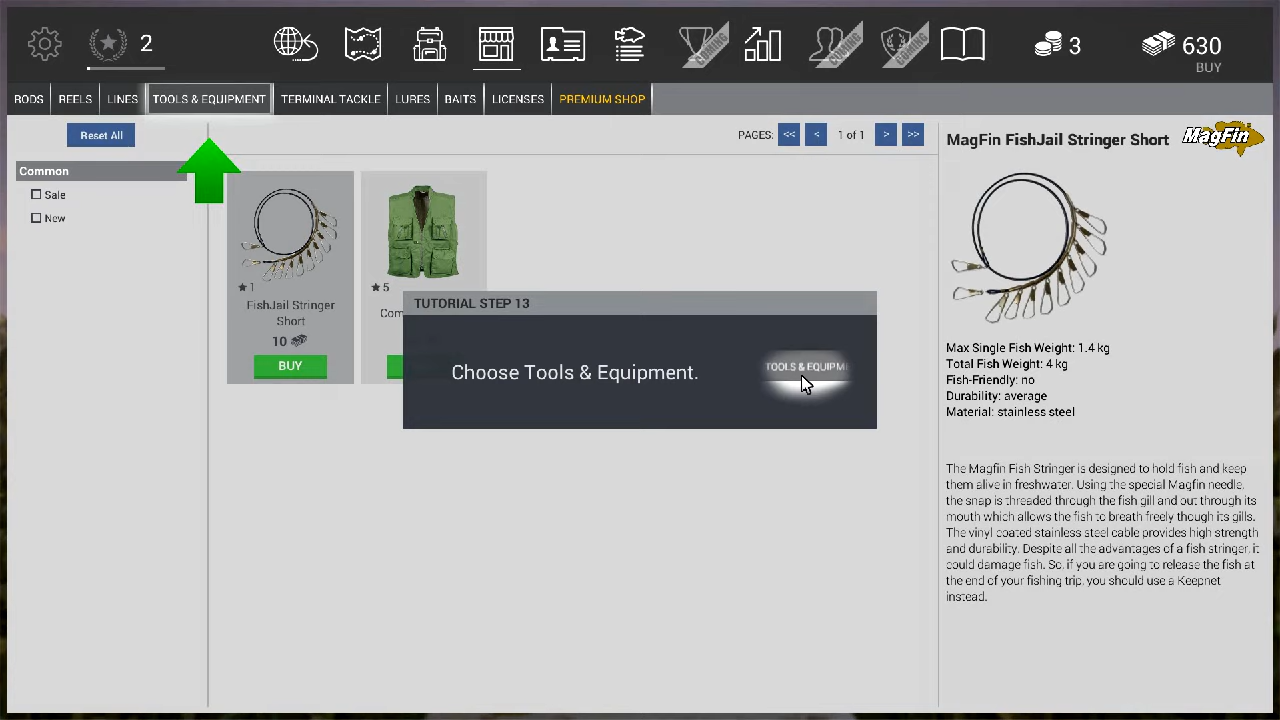 2
COMING
COMING
COMING
3
630
BUY
RODS
REELS
LINES
TOOLS & EQUIPMENT
TERMINAL TACKLE
LURES
BAITS
LICENSES
PREMIUM SHOP
Reset All
PAGES:
<<
<
1 of 1
>
>>
Common
Sale
New
1
FishJail Stringer
Short
10
BUY
5
Com
TUTORIAL STEP 13
Choose Tools & Equipment.
TOOLS & EQUIPM
MagFin FishJail Stringer Short
MagFin
Max Single Fish Weight: 1.4 kg
Total Fish Weight: 4 kg
Fish-Friendly: no
Durability: average
Material: stainless steel
The Magfin Fish Stringer is designed to hold fish and keep
them alive in freshwater. Using the special Magfin needle,
the snap is threaded through the fish gill and out through its
mouth which allows the fish to breath freely though its gills.
The vinyl coated stainless steel cable provides high strength
and durability. Despite all the advantages of a fish stringer, it
could damage fish. So, if you are going to release the fish at
the end of your fishing trip, you should use a Keepnet
instead.